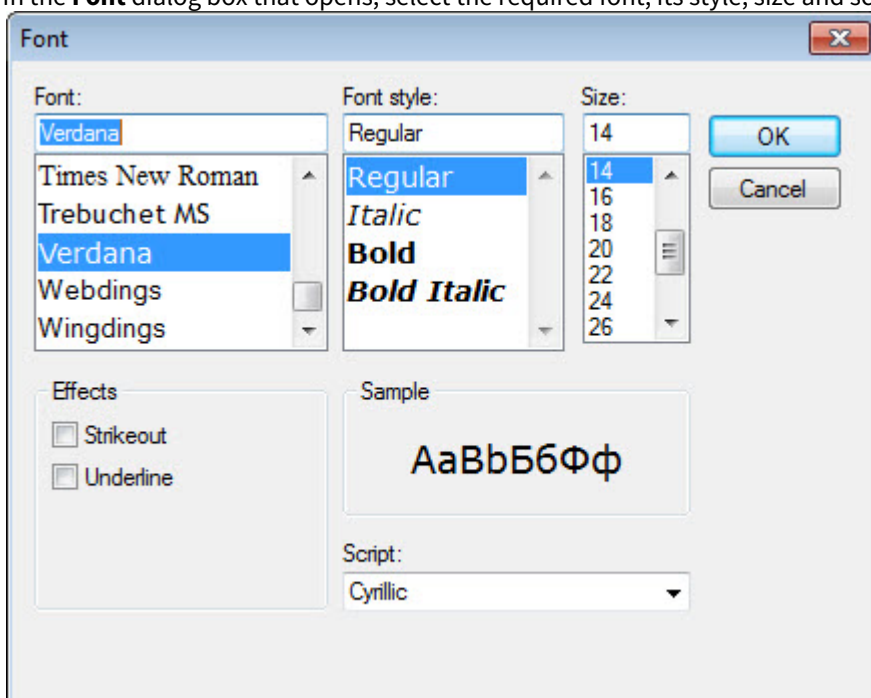 In the Font dialog box that opens, select the required font, its style, size and
Font
Font:
Verdana
Times New Roman
Trebuchet MS
Verdana
Webdings
Wingdings
Font style:
Regular
Regular
Italic
Bold
Bold Italic
Size:
14
14
16
18
20
22
24
26
OK
Cancel
Effects
Strikeout
Underline
Sample
АаBbБбФф
Script:
Cyrillic